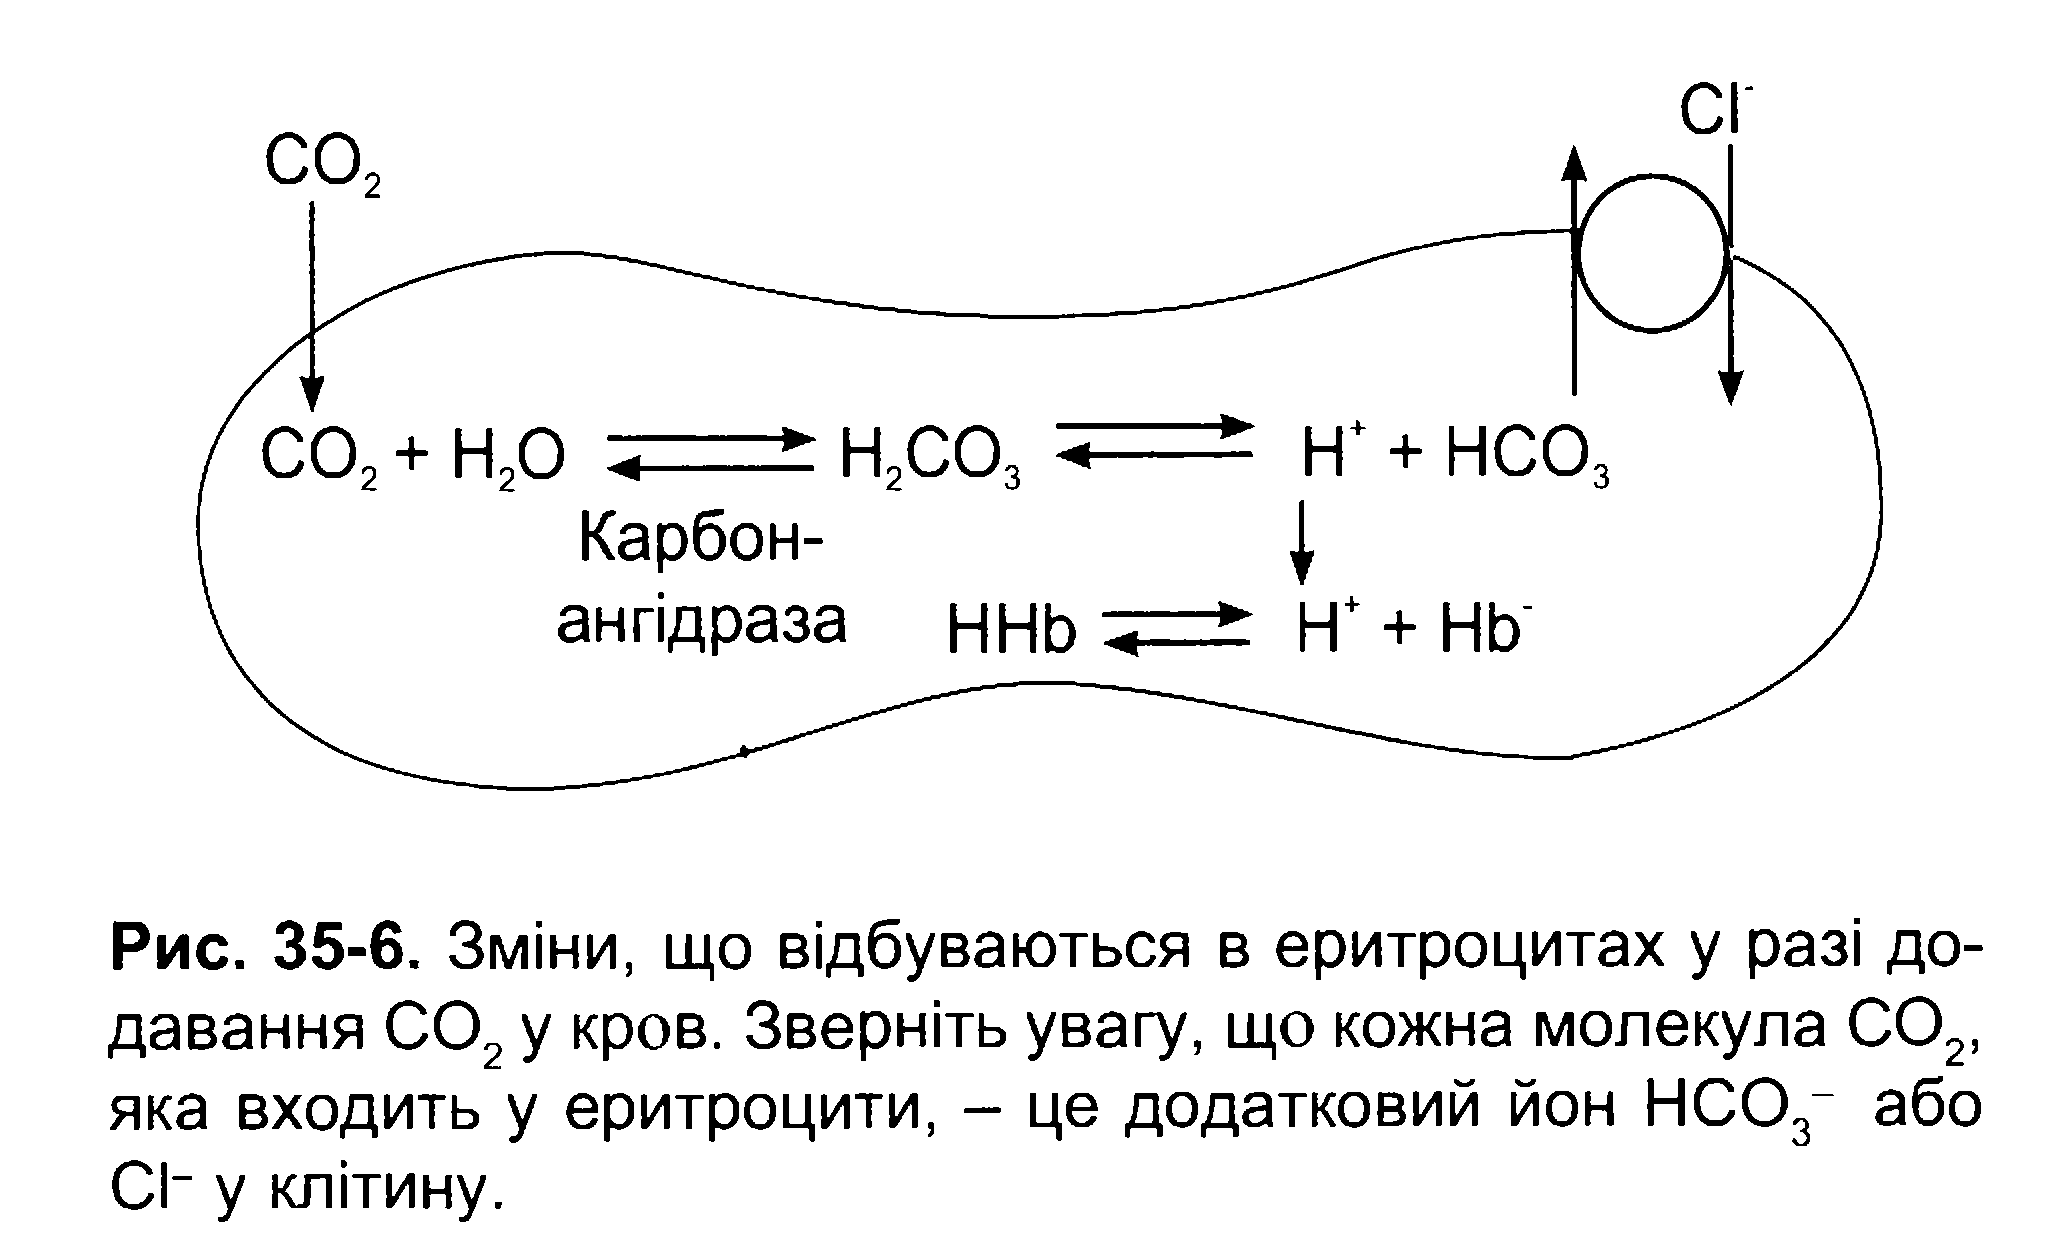 Cl⁻
CO₂
CO₂ + H₂O ⇄ H₂CO₃ ⇄ H⁺ + HCO₃
Карбон-
ангідраза
HHb ⇄ H⁺ + Hb⁻
Рис. 35-6. Зміни, що відбуваються в еритроцитах у разі до-
давання CO₂ у кров. Зверніть увагу, що кожна молекула CO₂,
яка входить у еритроцити, – це додатковий йон HCO₃⁻ або
Cl⁻ у клітину.